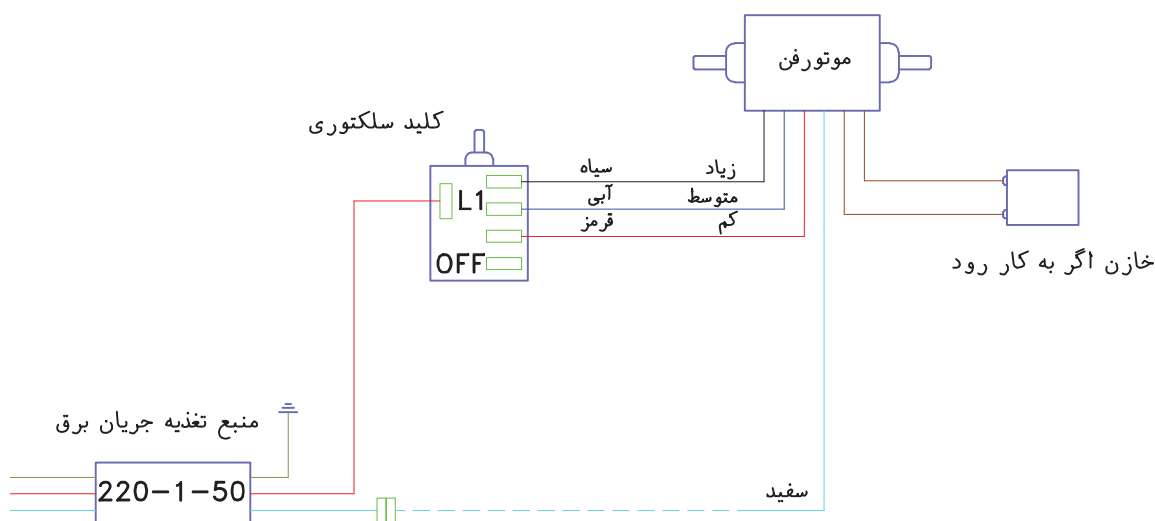 موتورفن
کلید سلکتوری
سیاه زیاد
L1 آبی متوسط
قرمز کم
OFF
خازن اگر به کار رود
منبع تغذیه جریان برق
220-1-50
سفید